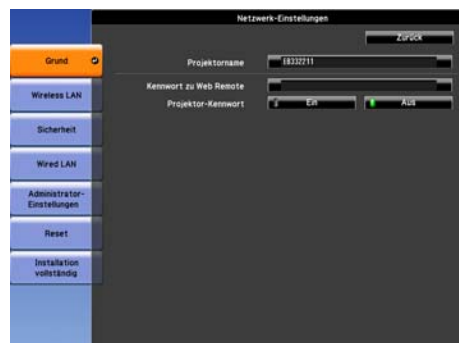 Netzwerk-Einstellungen
Zurück
Grund
Projektorname
EB332211
Kennwort zu Web Remote
Wireless LAN
Projektor-Kennwort
Ein
Aus
Sicherheit
Wired LAN
Administrator-
Einstellungen
Reset
Installation
vollständig